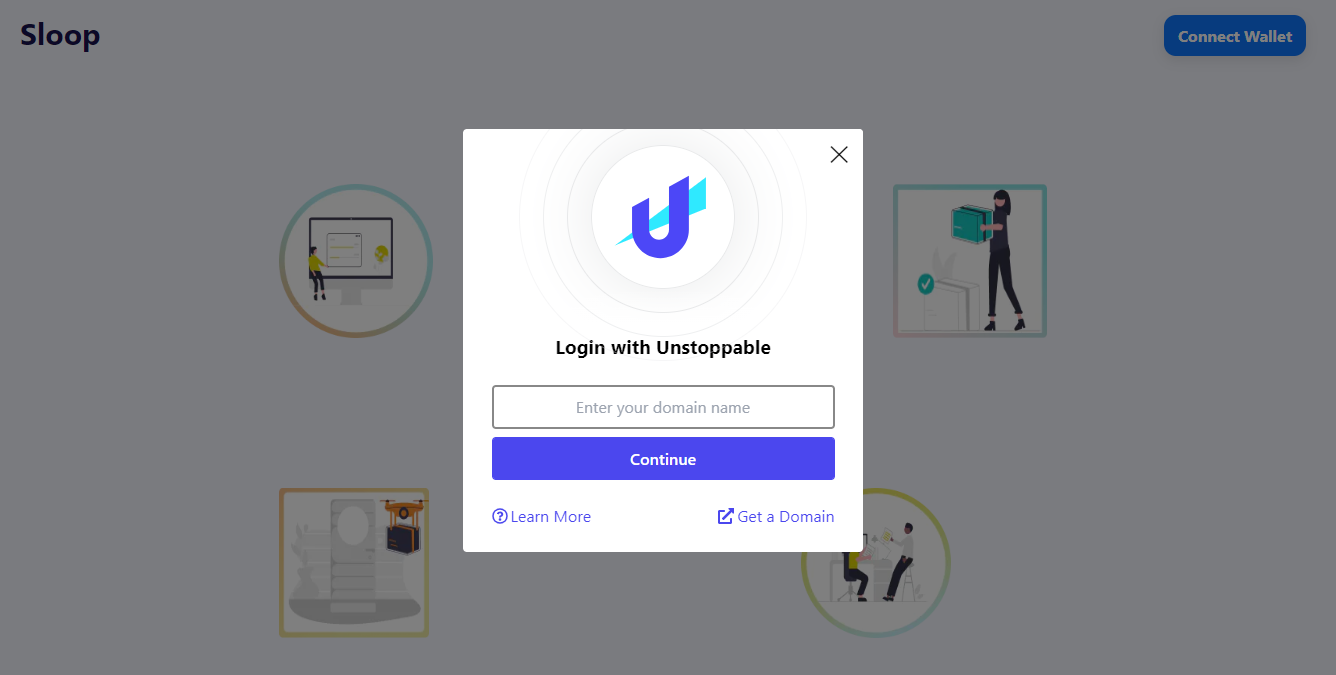 Sloop
Connect Wallet
Login with Unstoppable
Enter your domain name
Continue
Learn More
Get a Domain